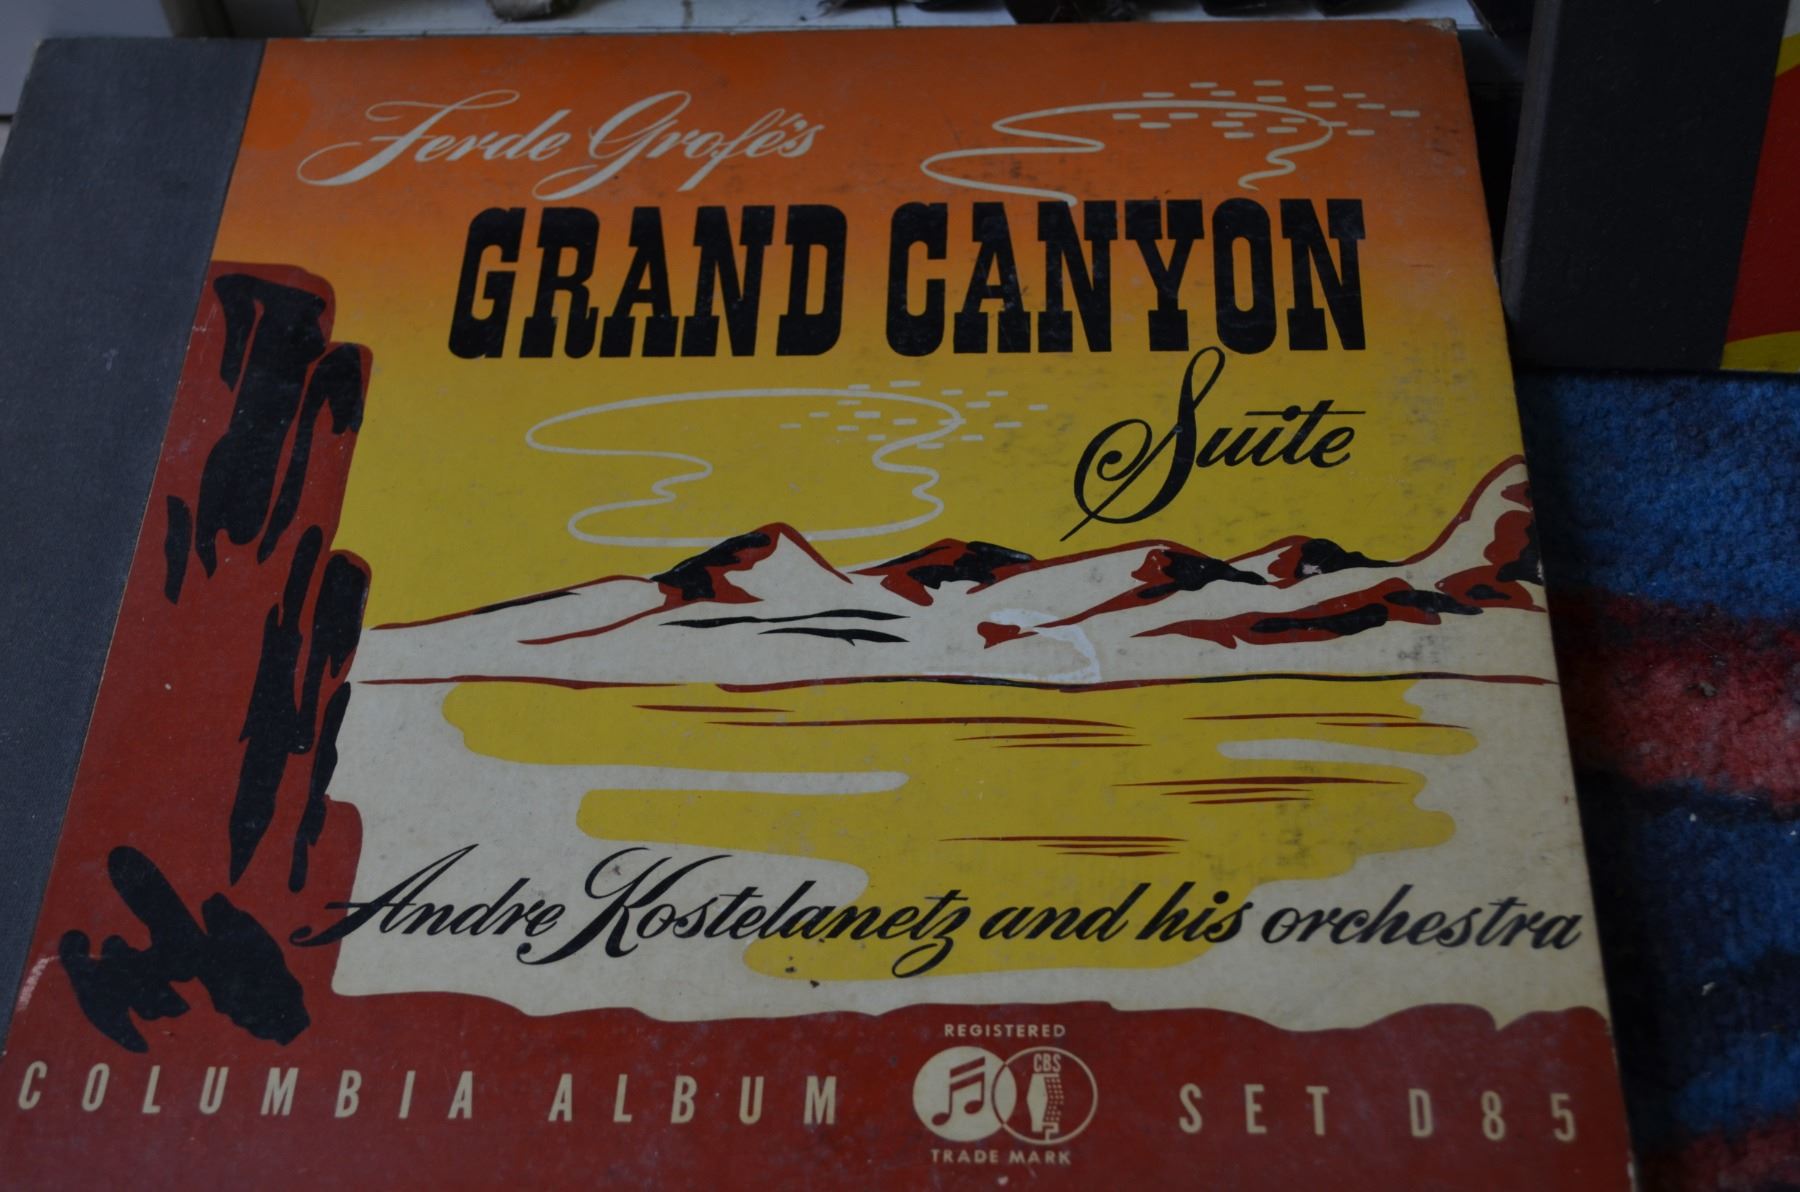 Ferde Grofé's
GRAND CANYON
Suite
Andre Kostelanetz and his orchestra
REGISTERED
CBS
COLUMBIA ALBUM SET D85
TRADE MARK